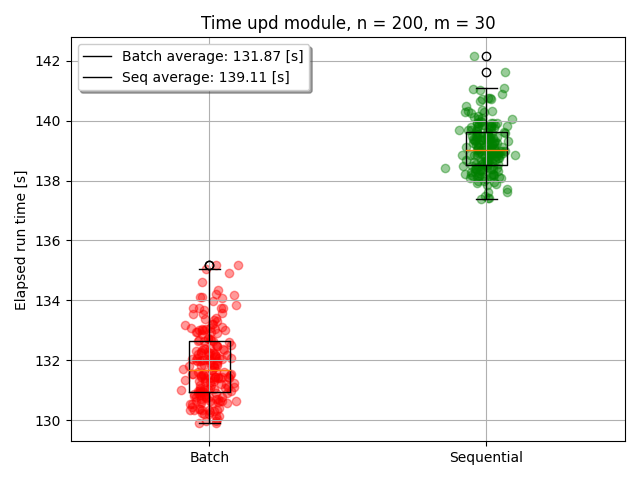 Time upd module, n = 200, m = 30
Batch average: 131.87 [s]
Seq average: 139.11 [s]
Elapsed run time [s]
142
140
138
136
134
132
130
Batch
Sequential